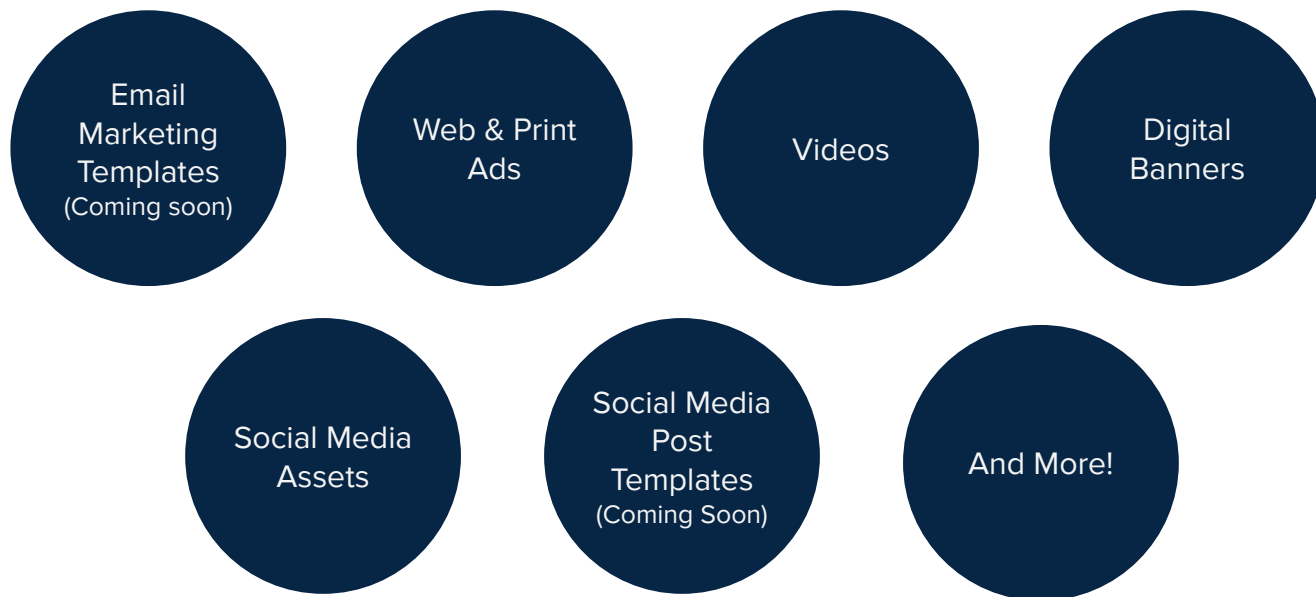 Email
Marketing
Templates
(Coming soon)
Web & Print
Ads
Videos
Digital
Banners
Social Media
Assets
Social Media
Post
Templates
(Coming Soon)
And More!